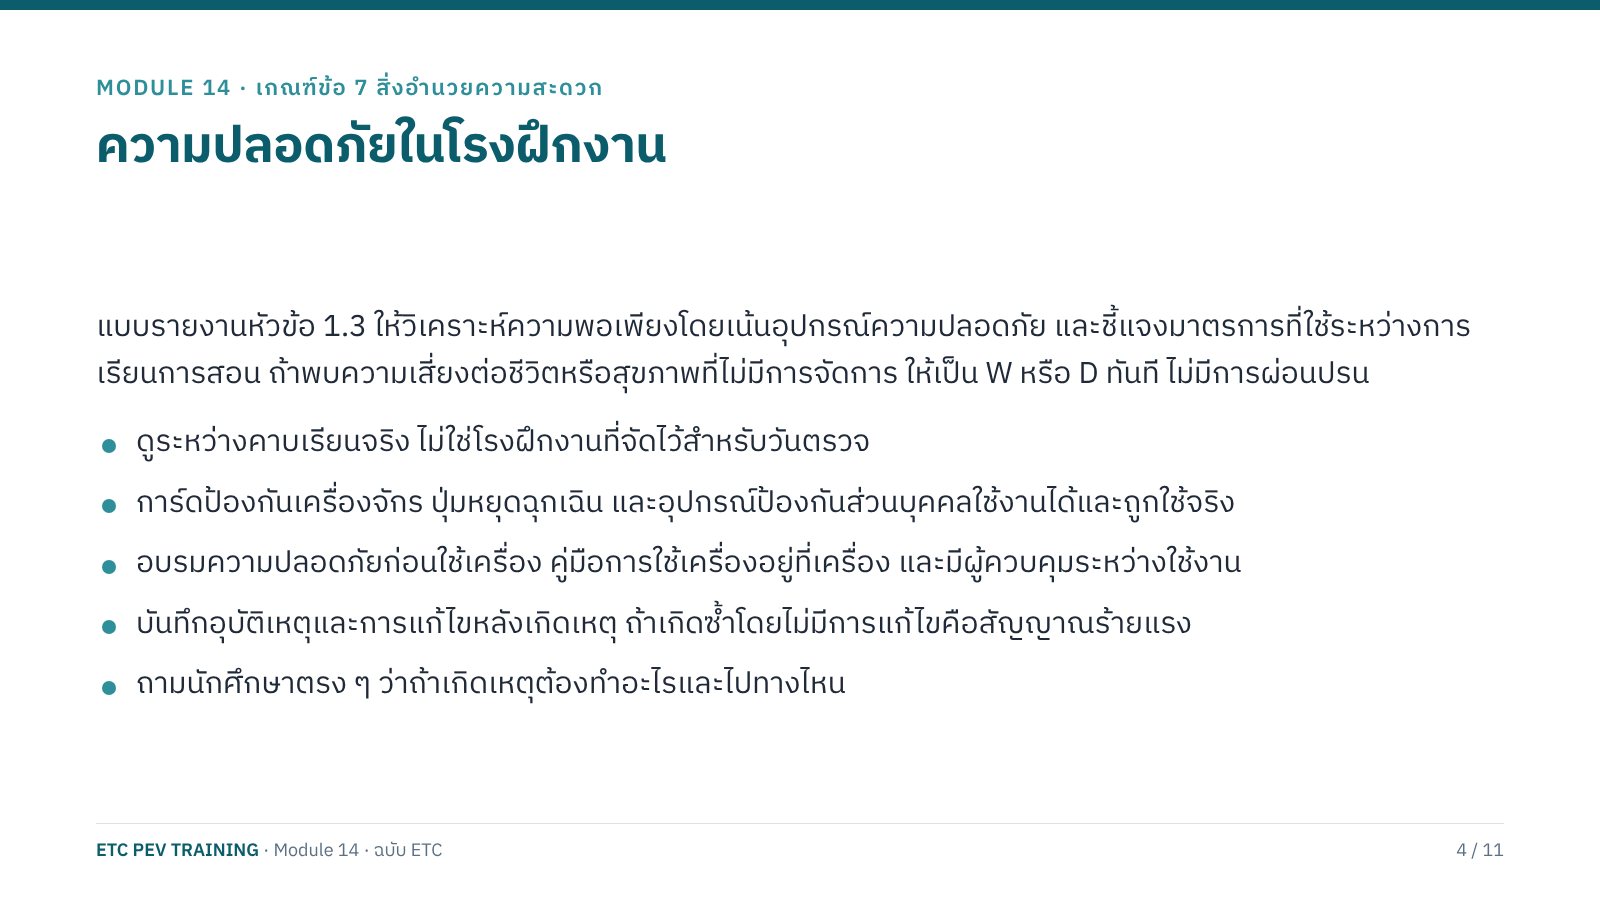 MODULE 14 · เกณฑ์ข้อ 7 สิ่งอำนวยความสะดวก
ความปลอดภัยในโรงฝึกงาน
แบบรายงานหัวข้อ 1.3 ให้วิเคราะห์ความพอเพียงโดยเน้นอุปกรณ์ความปลอดภัย และชี้แจงมาตรการที่ใช้ระหว่างการ
เรียนการสอน ถ้าพบความเสี่ยงต่อชีวิตหรือสุขภาพที่ไม่มีการจัดการ ให้เป็น W หรือ D ทันที ไม่มีการผ่อนปรน
ดูระหว่างคาบเรียนจริง ไม่ใช่โรงฝึกงานที่จัดไว้สำหรับวันตรวจ
การ์ดป้องกันเครื่องจักร ปุ่มหยุดฉุกเฉิน และอุปกรณ์ป้องกันส่วนบุคคลใช้งานได้และถูกใช้จริง
อบรมความปลอดภัยก่อนใช้เครื่อง คู่มือการใช้เครื่องอยู่ที่เครื่อง และมีผู้ควบคุมระหว่างใช้งาน
บันทึกอุบัติเหตุและการแก้ไขหลังเกิดเหตุ ถ้าเกิดซ้ำโดยไม่มีการแก้ไขคือสัญญาณร้ายแรง
ถามนักศึกษาตรง ๆ ว่าถ้าเกิดเหตุต้องทำอะไรและไปทางไหน
ETC PEV TRAINING · Module 14 · ฉบับ ETC
4 / 11